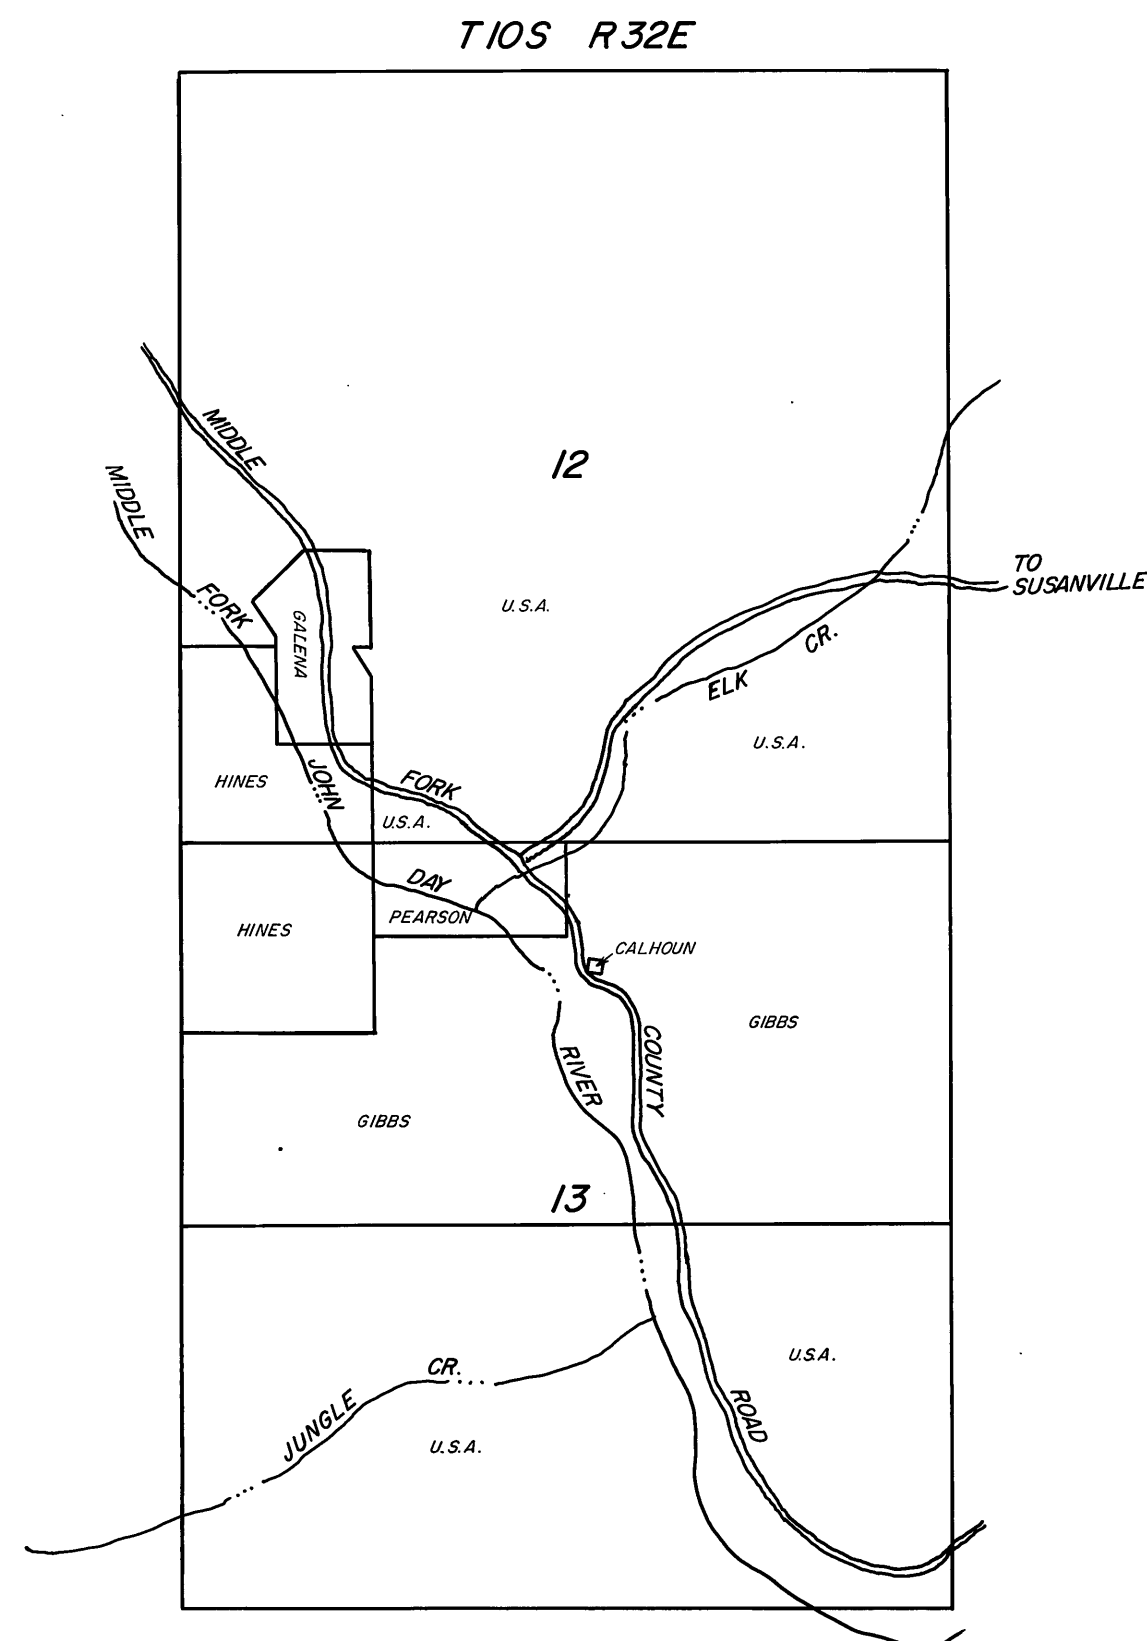 T10S R32E
MIDDLE
12
MIDDLE
TO
SUSANVILLE
FORK
U.S.A.
GALENA
CR.
ELK
U.S.A.
HINES
JOHN
FORK
U.S.A.
DAY
PEARSON
HINES
CALHOUN
GIBBS
COUNTY
RIVER
GIBBS
13
U.S.A.
CR.
ROAD
JUNGLE
U.S.A.